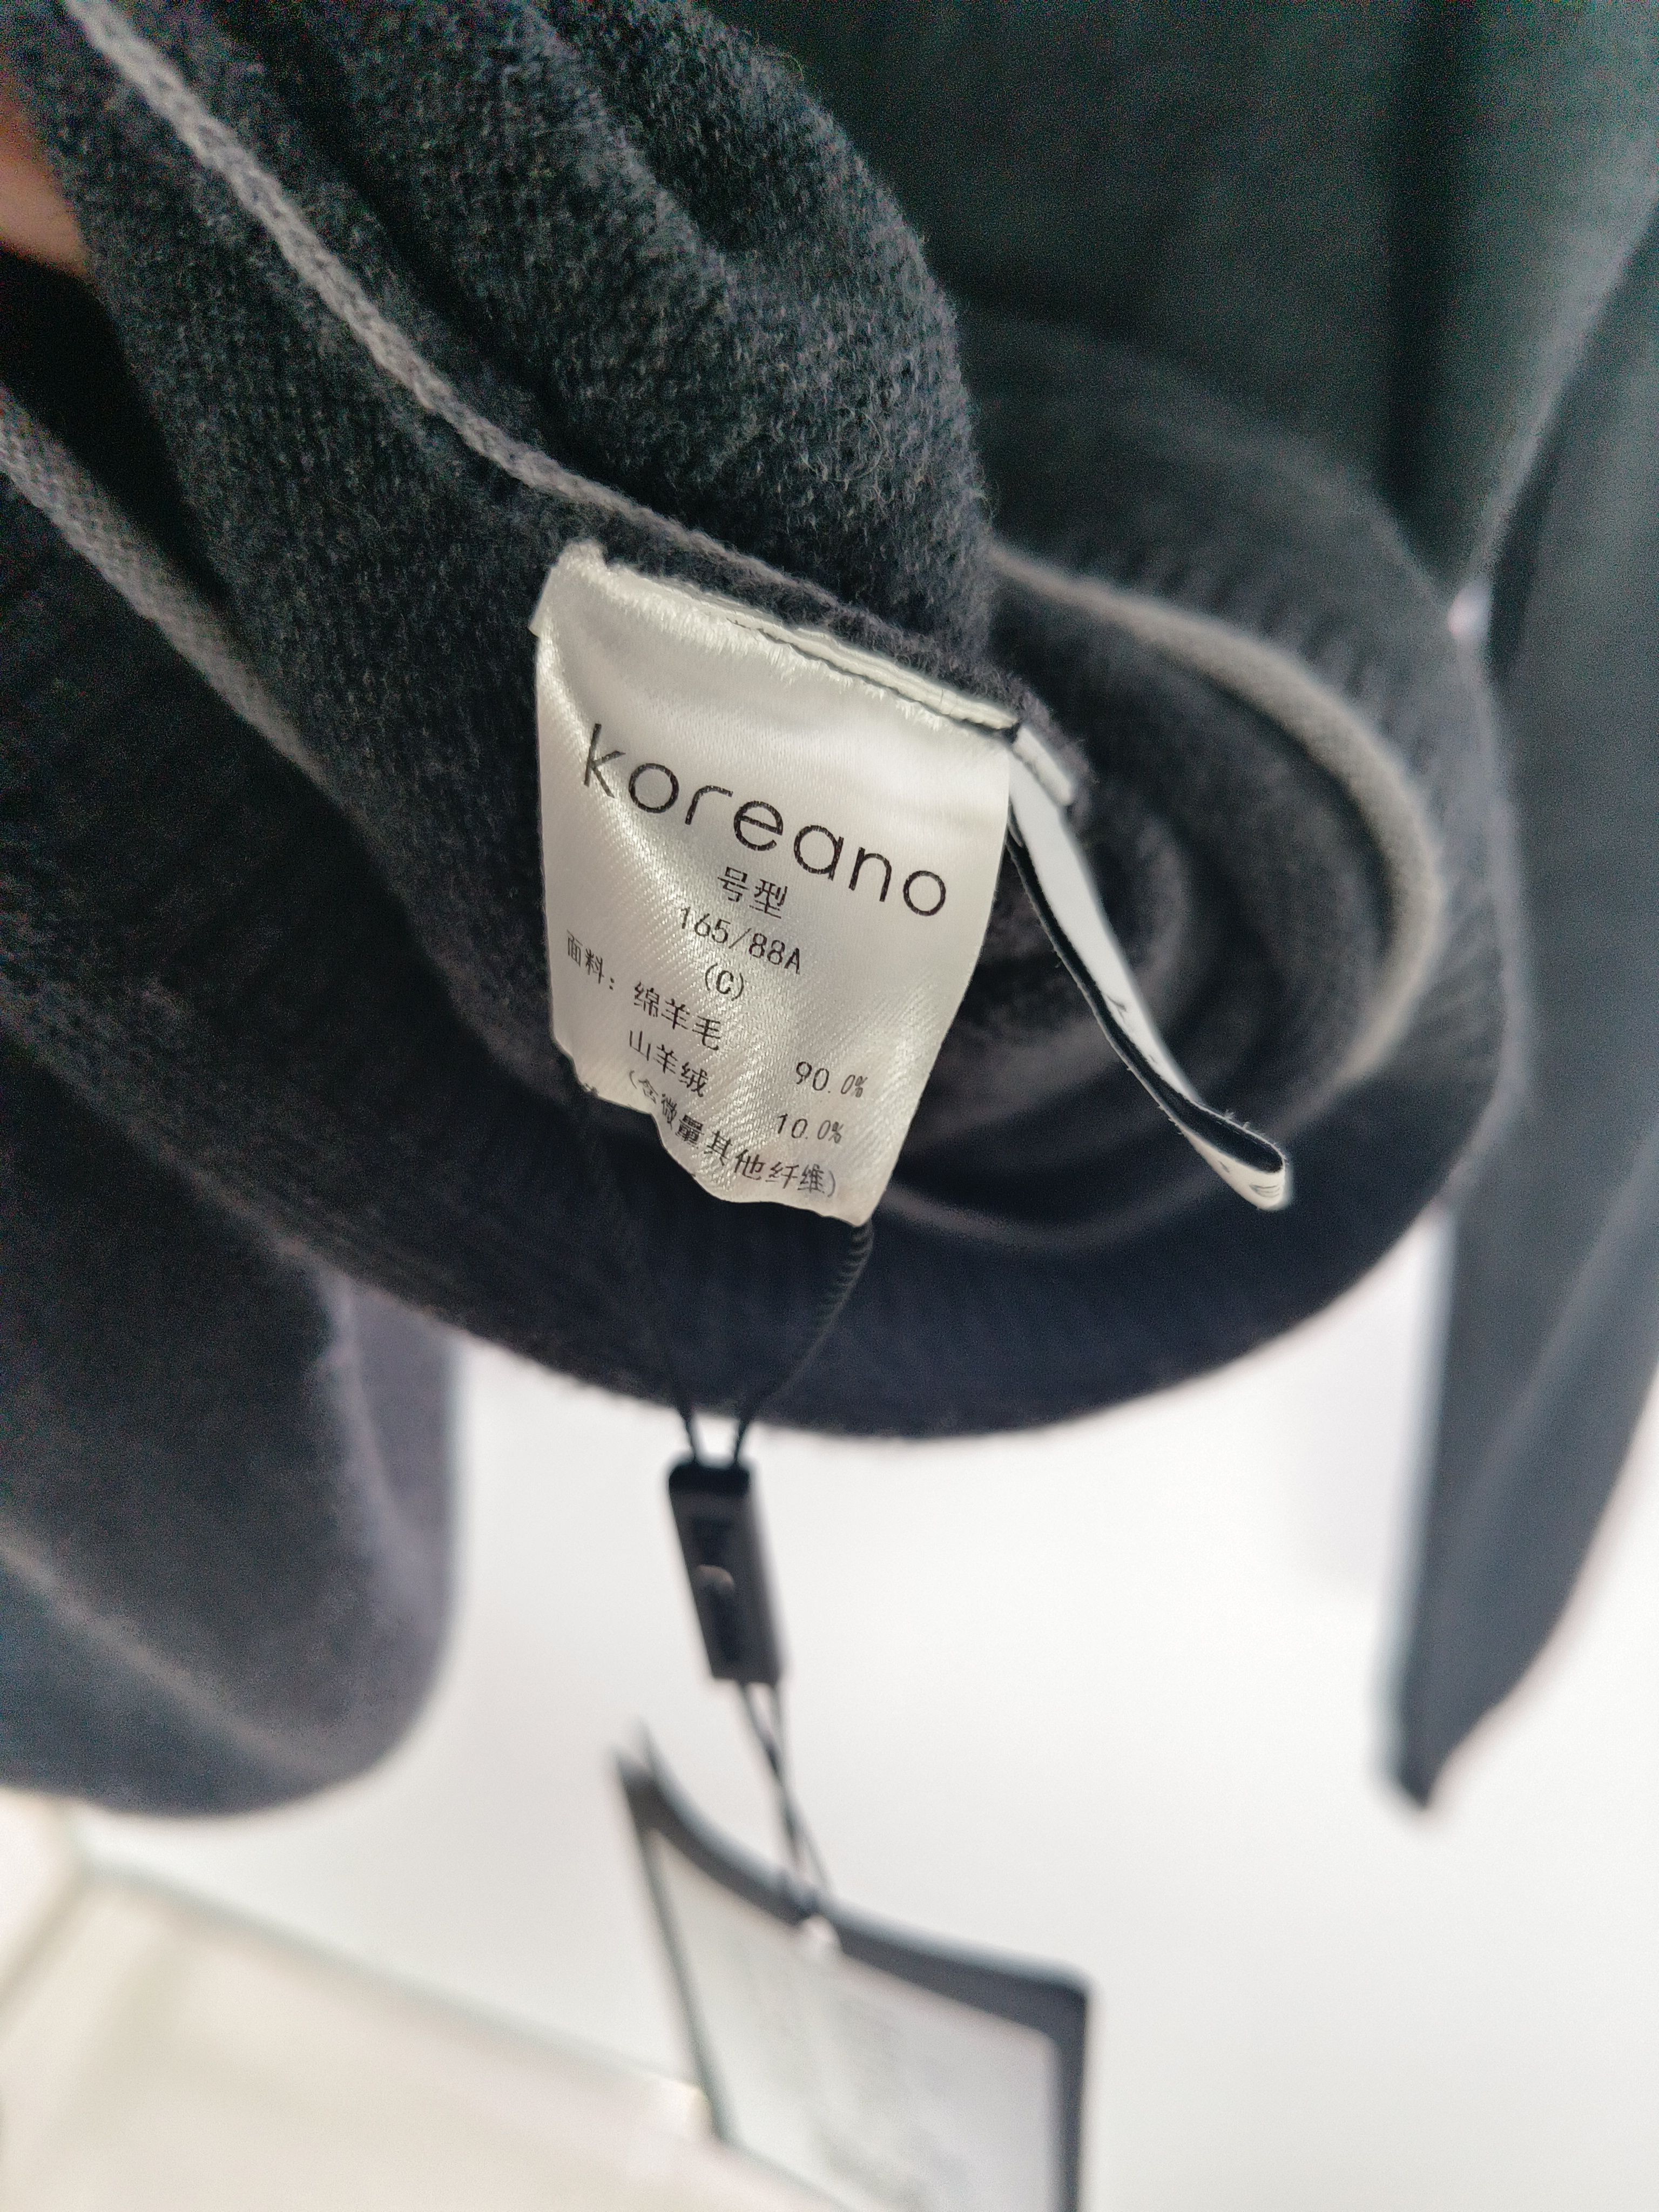 koreano
号型
165/88A
(C)
面料: 绵羊毛 90.0%
山羊绒 10.0%
(含微量其他纤维)